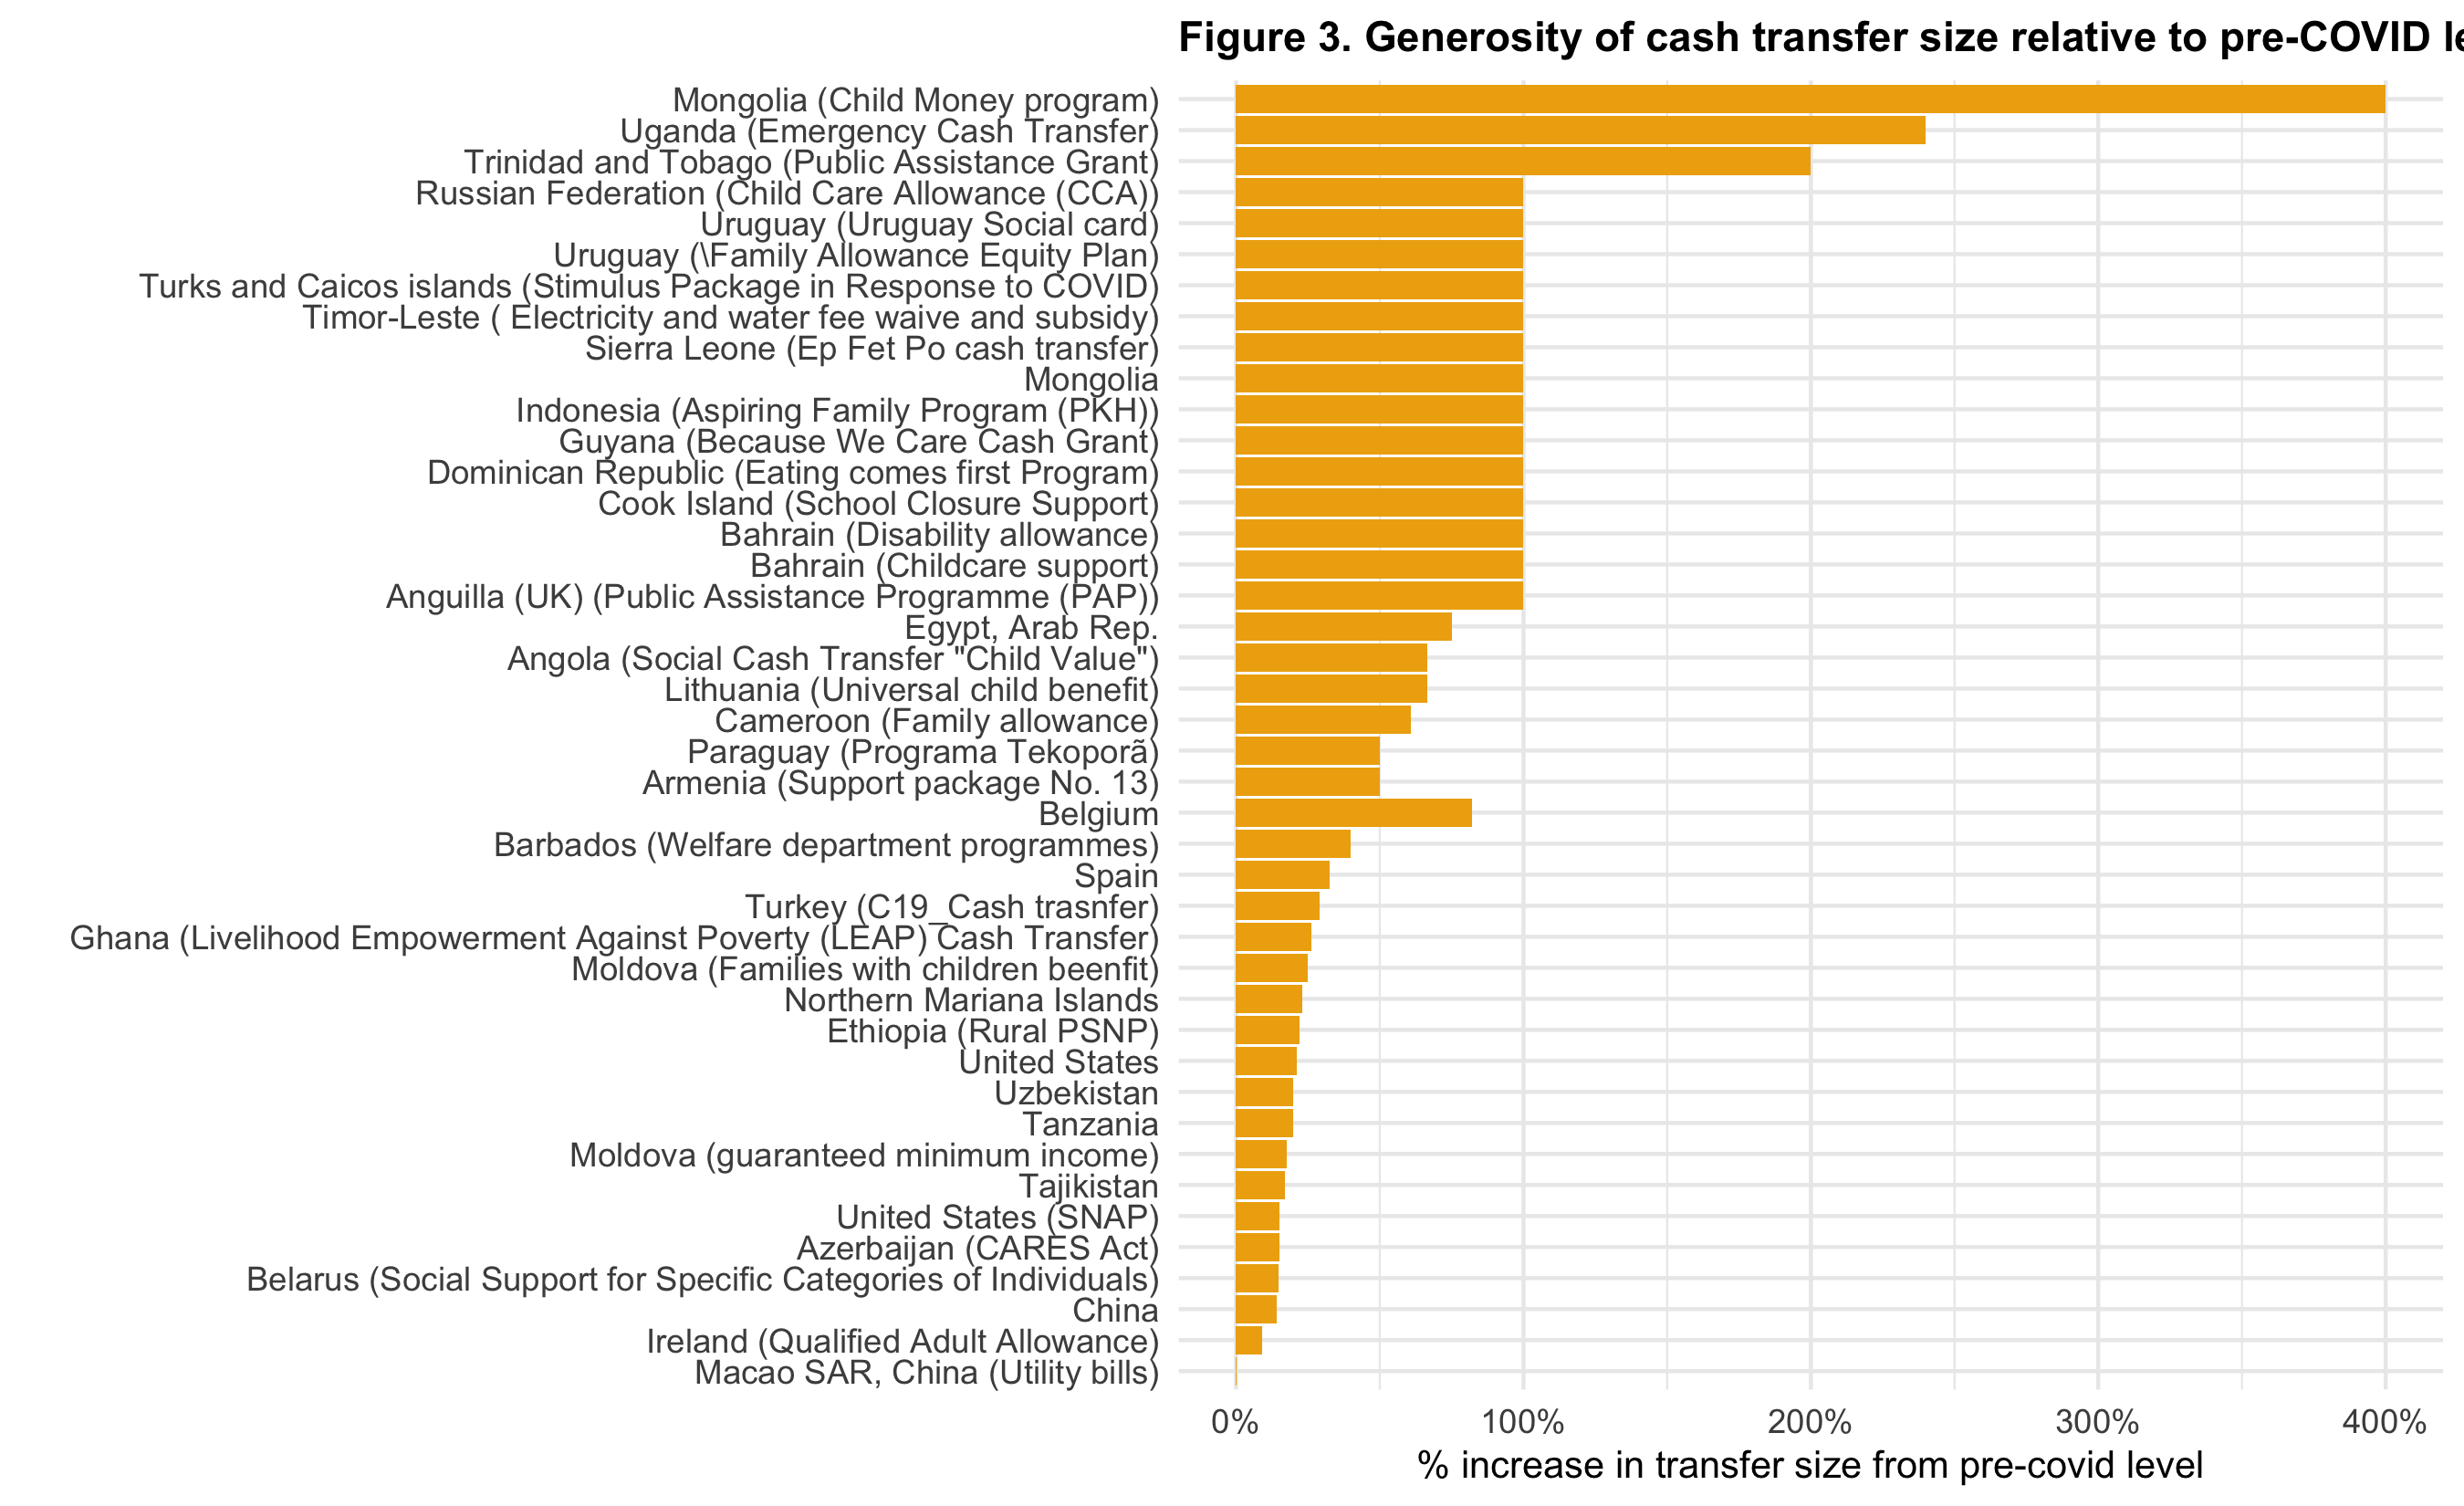 Figure 3. Generosity of cash transfer size relative to pre-COVID le
Mongolia (Child Money program)
Uganda (Emergency Cash Transfer)
Trinidad and Tobago (Public Assistance Grant)
Russian Federation (Child Care Allowance (CCA))
Uruguay (Uruguay Social card)
Uruguay (\Family Allowance Equity Plan)
Turks and Caicos islands (Stimulus Package in Response to COVID)
Timor-Leste ( Electricity and water fee waive and subsidy)
Sierra Leone (Ep Fet Po cash transfer)
Mongolia
Indonesia (Aspiring Family Program (PKH))
Guyana (Because We Care Cash Grant)
Dominican Republic (Eating comes first Program)
Cook Island (School Closure Support)
Bahrain (Disability allowance)
Bahrain (Childcare support)
Anguilla (UK) (Public Assistance Programme (PAP))
Egypt, Arab Rep.
Angola (Social Cash Transfer "Child Value")
Lithuania (Universal child benefit)
Cameroon (Family allowance)
Paraguay (Programa Tekoporã)
Armenia (Support package No. 13)
Belgium
Barbados (Welfare department programmes)
Spain
Turkey (C19_Cash trasnfer)
Ghana (Livelihood Empowerment Against Poverty (LEAP) Cash Transfer)
Moldova (Families with children beenfit)
Northern Mariana Islands
Ethiopia (Rural PSNP)
United States
Uzbekistan
Tanzania
Moldova (guaranteed minimum income)
Tajikistan
United States (SNAP)
Azerbaijan (CARES Act)
Belarus (Social Support for Specific Categories of Individuals)
China
Ireland (Qualified Adult Allowance)
Macao SAR, China (Utility bills)
0% 100% 200% 300% 400%
% increase in transfer size from pre-covid level